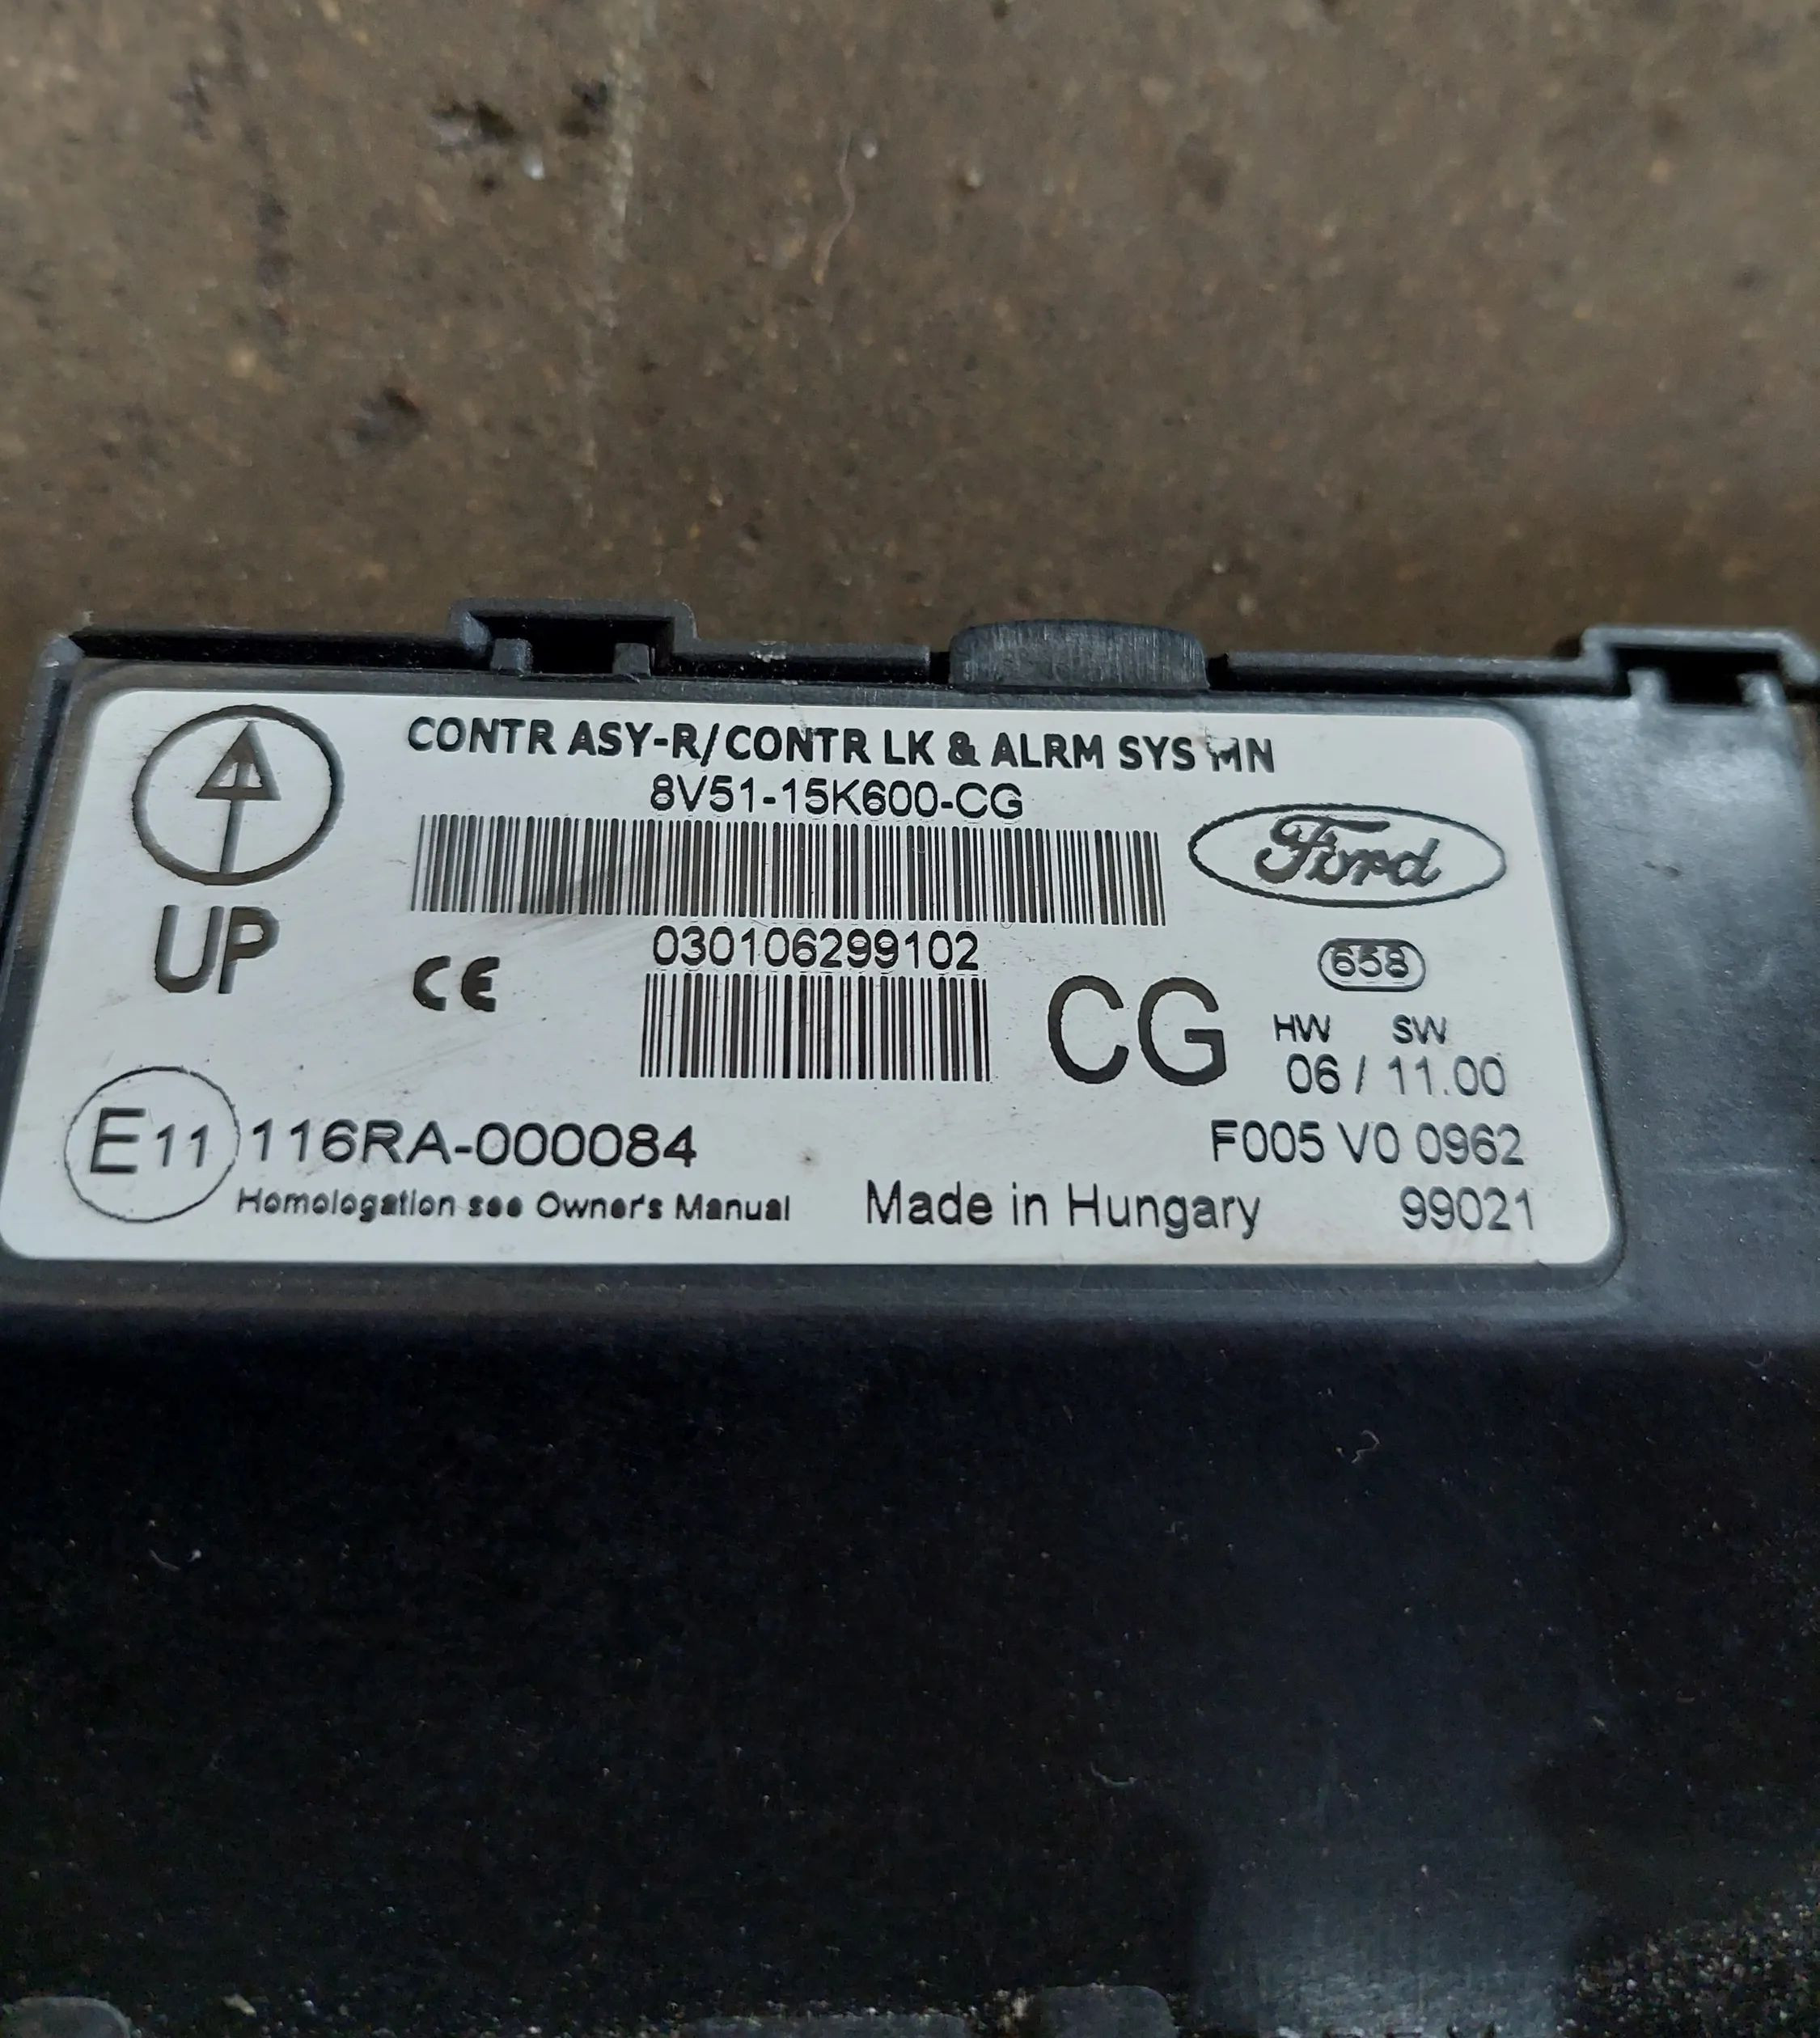 CONTR ASY-R/CONTR LK & ALRM SYS MN
8V51-15K600-CG
Ford
030106299102
UP
CE
CG
658
HW SW
06 / 11.00
E11 116RA-000084
F005 V0 0962
Homologation see Owner's Manual
Made in Hungary
99021